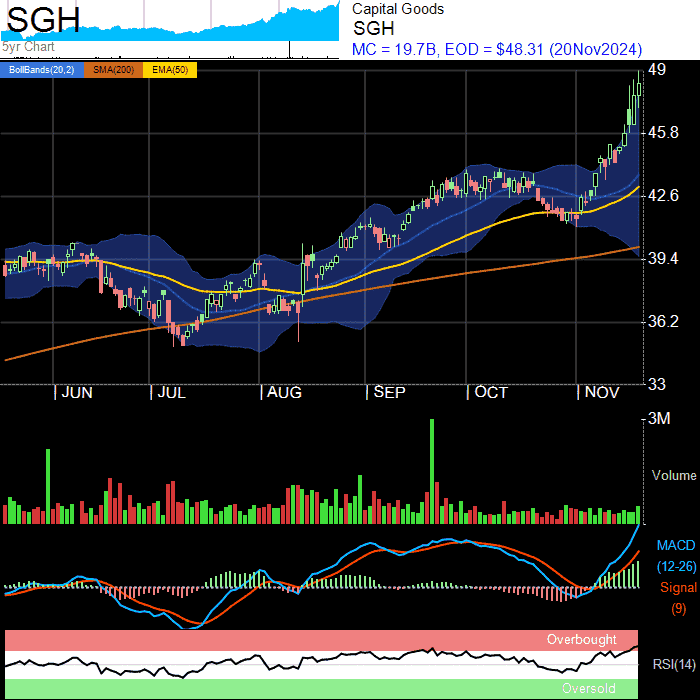 SGH
5yr Chart
Capital Goods
SGH
MC = 19.7B, EOD = $48.31 (20Nov2024)
BollBands(20,2) SMA(200) EMA(50)
49
45.8
42.6
39.4
36.2
33
JUN JUL AUG SEP OCT NOV
3M
Volume
MACD
(12-26)
Signal
(9)
Overbought
RSI(14)
Oversold